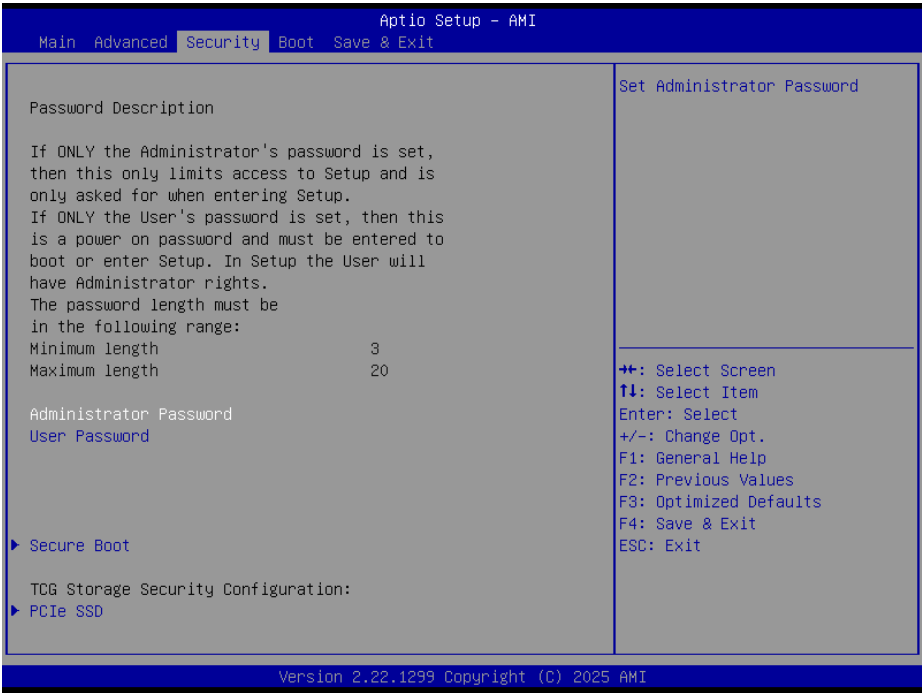 Aptio Setup - AMI
Main Advanced Security Boot Save & Exit
Password Description
If ONLY the Administrator's password is set,
then this only limits access to Setup and is
only asked for when entering Setup.
If ONLY the User's password is set, then this
is a power on password and must be entered to
boot or enter Setup. In Setup the User will
have Administrator rights.
The password length must be
in the following range:
Minimum length 3
Maximum length 20
Administrator Password
User Password
Secure Boot
TCG Storage Security Configuration:
PCIe SSD
Set Administrator Password
→←: Select Screen
↑↓: Select Item
Enter: Select
+/-: Change Opt.
F1: General Help
F2: Previous Values
F3: Optimized Defaults
F4: Save & Exit
ESC: Exit
Version 2.22.1299 Copyright (C) 2025 AMI